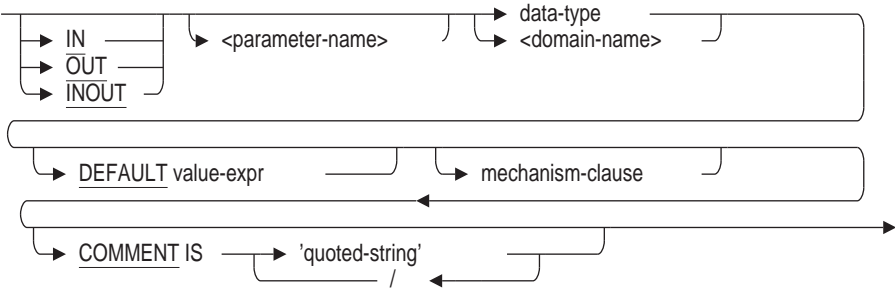 data-type
IN <parameter-name> <domain-name>
OUT
INOUT
DEFAULT value-expr mechanism-clause
COMMENT IS 'quoted-string'
/